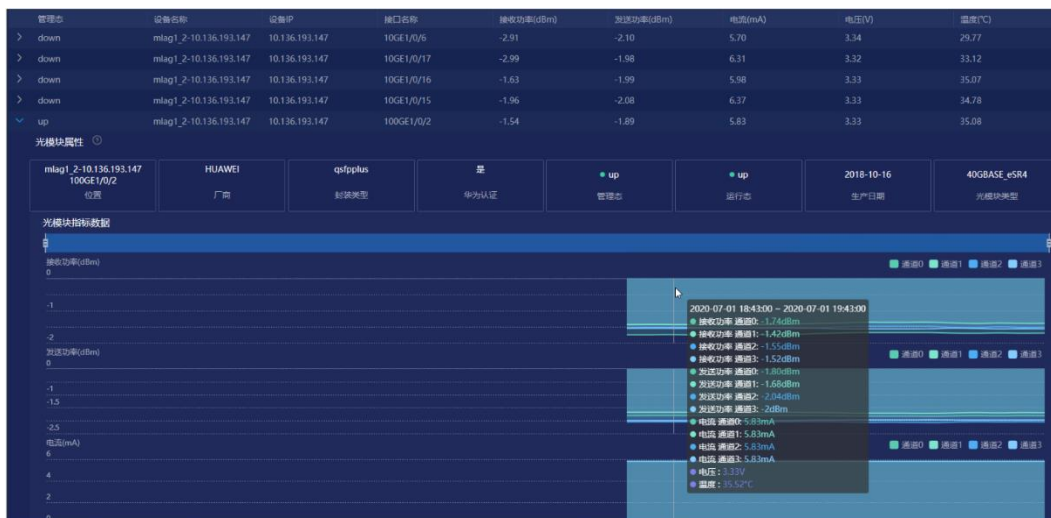 管理态 设备名称 设备IP 接口名称 接收功率(dBm) 发送功率(dBm) 电流(mA) 电压(V) 温度(℃)
down mlag1_2-10.136.193.147 10.136.193.147 10GE1/0/6 -2.91 -2.10 5.70 3.34 29.77
down mlag1_2-10.136.193.147 10.136.193.147 10GE1/0/17 -2.99 -1.98 6.31 3.32 33.12
down mlag1_2-10.136.193.147 10.136.193.147 10GE1/0/16 -1.63 -1.99 5.98 3.33 35.07
down mlag1_2-10.136.193.147 10.136.193.147 10GE1/0/15 -1.96 -2.08 6.37 3.33 34.78
up mlag1_2-10.136.193.147 10.136.193.147 100GE1/0/2 -1.54 -1.89 5.83 3.33 35.08
光模块属性
mlag1_2-10.136.193.147 HUAWEI qsfpplus 是 up up 2018-10-16 40GBASE_eSR4
100GE1/0/2
位置 厂商 封装类型 华为认证 管理态 运行态 生产日期 光模块类型
光模块指标数据
接收功率(dBm) 通道0 通道1 通道2 通道3
0
-1
-2
2020-07-01 18:43:00 ~ 2020-07-01 19:43:00
接收功率 通道0: -1.74dBm
接收功率 通道1: -1.42dBm
接收功率 通道2: -1.55dBm
接收功率 通道3: -1.52dBm
发送功率 通道0: -1.80dBm
发送功率 通道1: -1.68dBm
发送功率 通道2: -2.04dBm
发送功率 通道3: -2dBm
电流 通道0: 5.83mA
电流 通道1: 5.83mA
电流 通道2: 5.83mA
电流 通道3: 5.83mA
电压 : 3.33V
温度 : 35.52°C
发送功率(dBm) 通道0 通道1 通道2 通道3
0
-1
-1.5
-2.5
电流(mA) 通道0 通道1 通道2 通道3
6
4
2
0